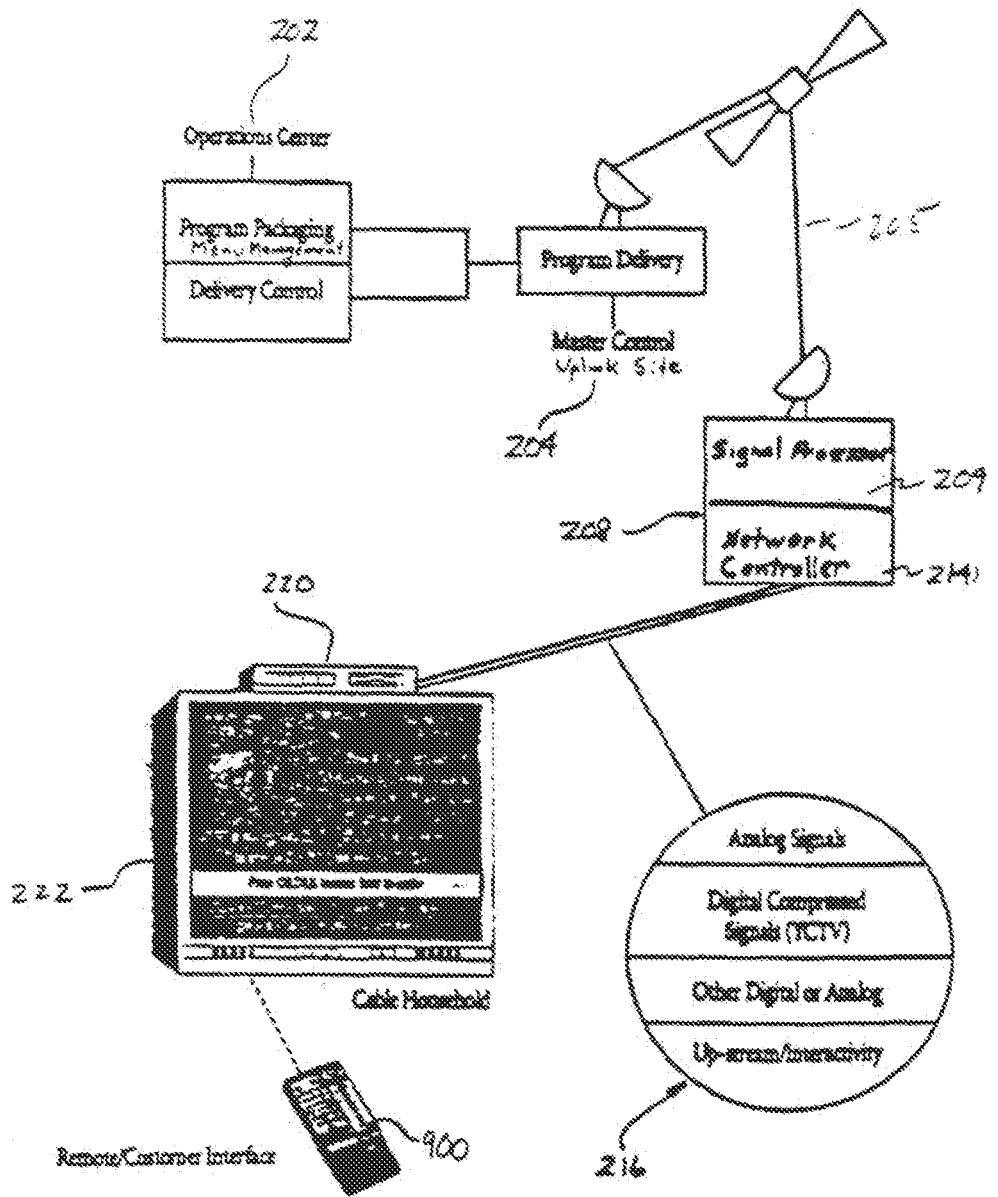 202
Operations Center
Program Packaging
Menu Management
Delivery Control
Program Delivery
Master Control
Uplink Site
204
205
Signal Processor
209
208
Network
Controller
214
220
222
Cable Household
Analog Signals
Digital Compressed
Signals (TCTV)
Other Digital or Analog
Up-stream/Interactivity
216
900
Remote/Customer Interface